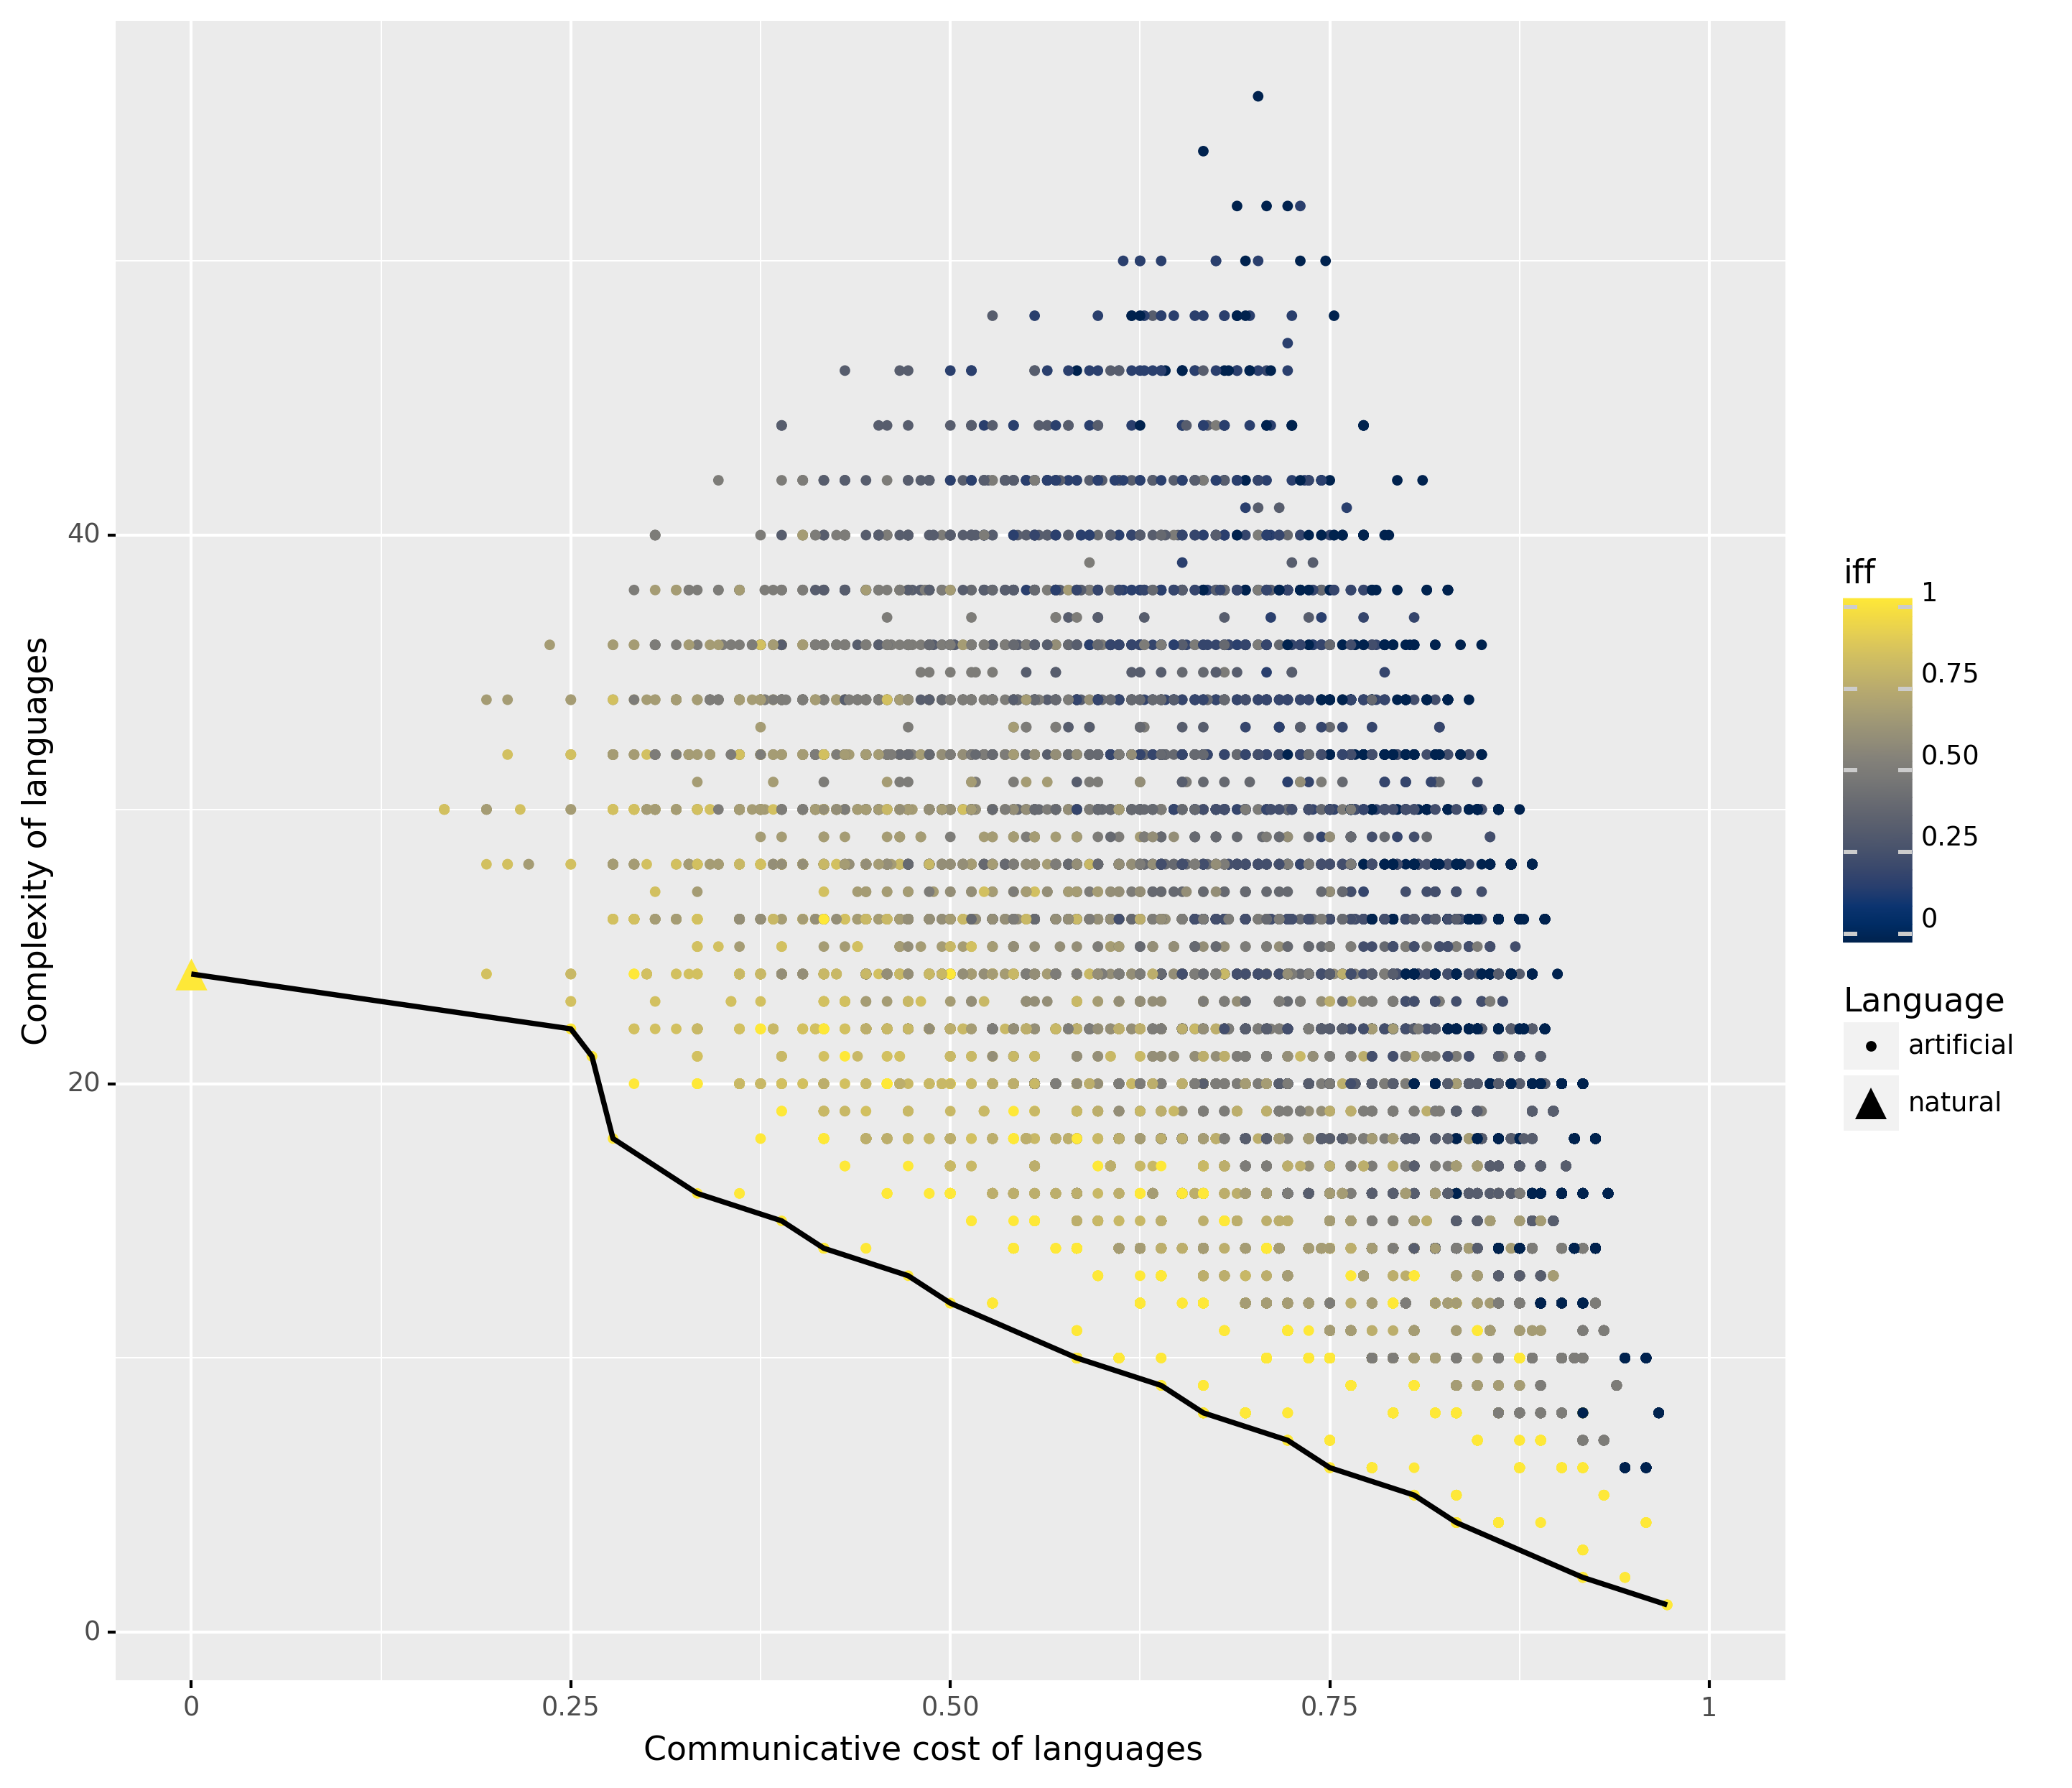 Complexity of languages
40
20
0
0
0.25
0.50
0.75
1
Communicative cost of languages
iff
1
0.75
0.50
0.25
0
Language
artificial
natural